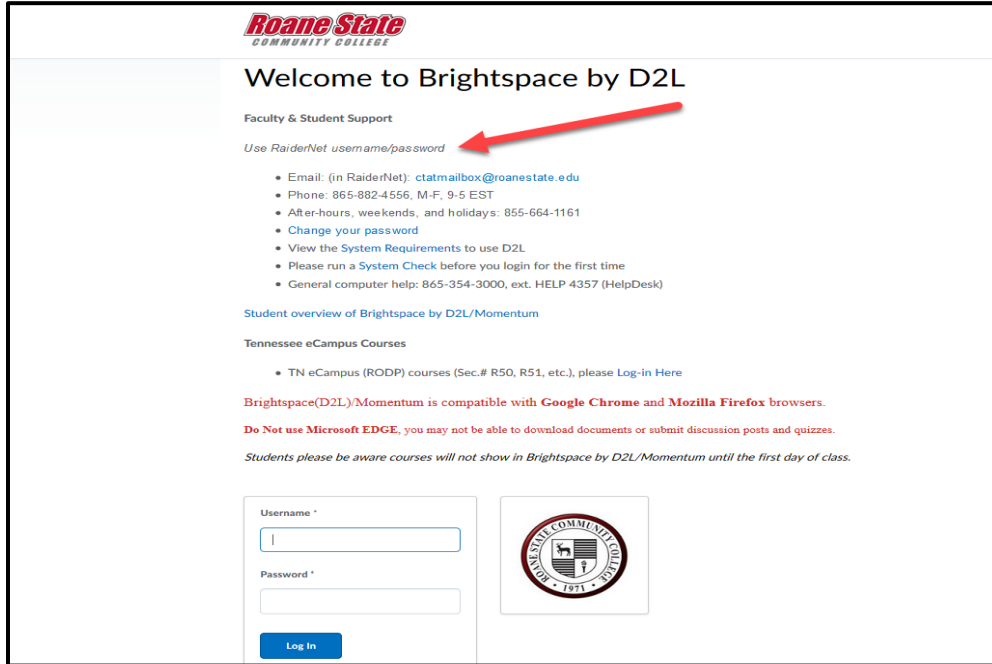 Roane State
COMMUNITY COLLEGE
Welcome to Brightspace by D2L
Faculty & Student Support
Use RaiderNet username/password
• Email: (in RaiderNet): ctatmailbox@roanestate.edu
• Phone: 865-882-4556, M-F, 9-5 EST
• After-hours, weekends, and holidays: 855-664-1161
• Change your password
• View the System Requirements to use D2L
• Please run a System Check before you login for the first time
• General computer help: 865-354-3000, ext. HELP 4357 (HelpDesk)
Student overview of Brightspace by D2L/Momentum
Tennessee eCampus Courses
• TN eCampus (RODP) courses (Sec.# R50, R51, etc.), please Log-in Here
Brightspace(D2L)/Momentum is compatible with Google Chrome and Mozilla Firefox browsers.
Do Not use Microsoft EDGE, you may not be able to download documents or submit discussion posts and quizzes.
Students please be aware courses will not show in Brightspace by D2L/Momentum until the first day of class.
Username *
Password *
Log In
ROANE STATE COMMUNITY COLLEGE
• 1971 •